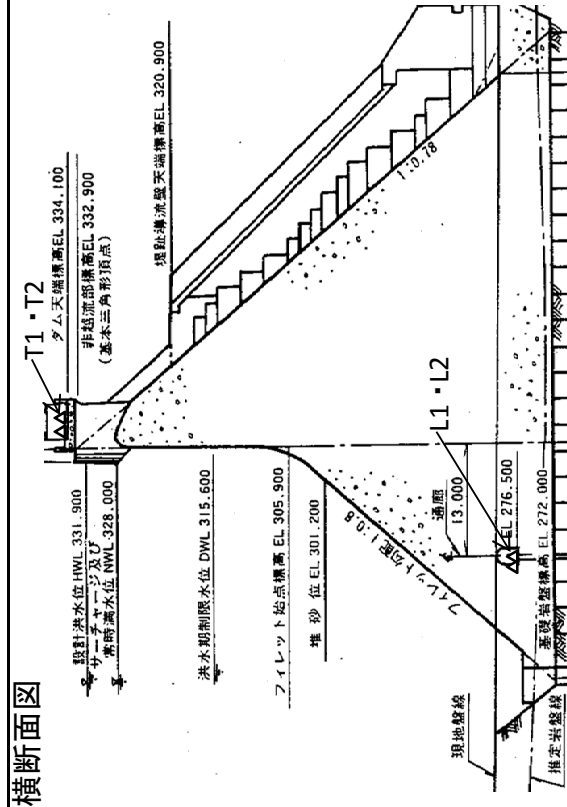 横断面図
T1・T2
ダム天端標高EL 334.100
非越流部標高EL 332.900
(基本三角形頂点)
堤趾導流壁天端標高EL 320.900
設計洪水位 HWL 331.900
サーチャージ及び
常時満水位 NWL 328.000
洪水期制限水位 DWL 315.600
フィレット始点標高 EL 305.900
堆砂位 EL 301.200
フィレット勾配 1:0.8
1:0.78
通廊
13.000
L1・L2
EL 276.500
基礎岩盤標高 EL 272.000
現地盤線
推定岩盤線